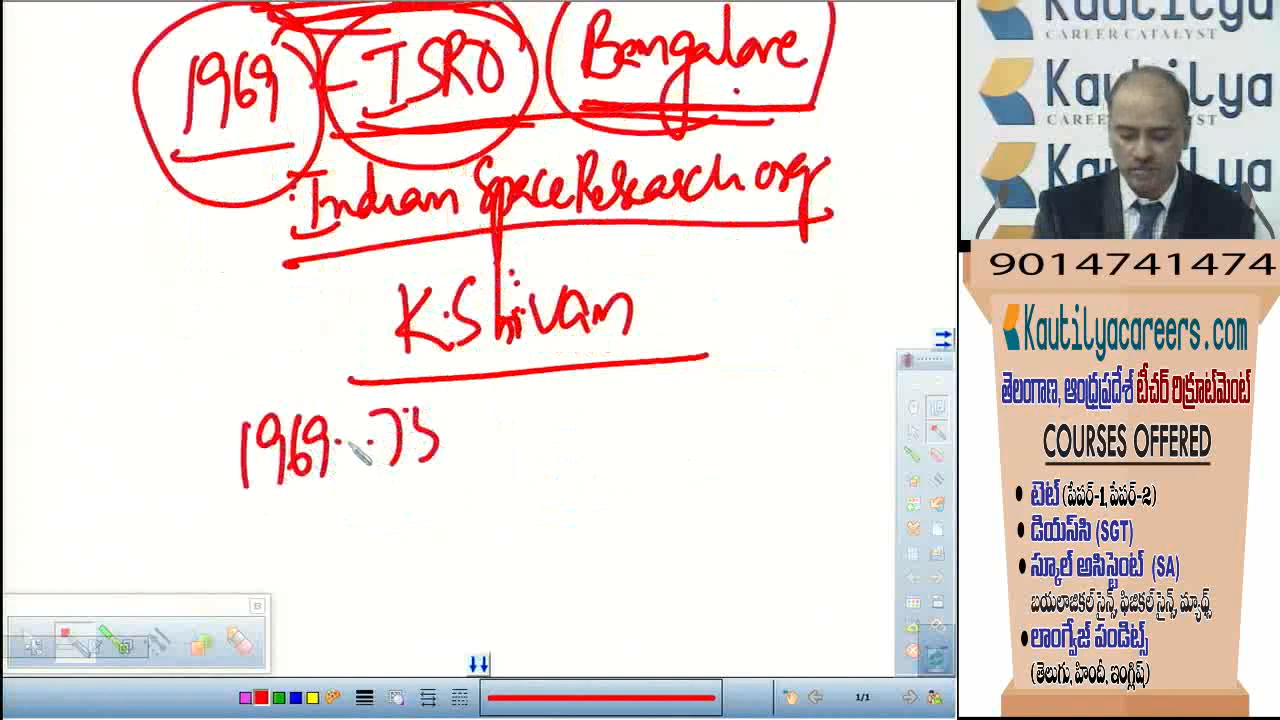 1969 - ISRO Bangalore
Indian Space Research org
K.Shivan
1969...75
1/1
Kautilya
CAREER CATALYST
Kautilya
CAREER CATALYST
Kautilya
9014741474
Kautilyacareers.com
తెలంగాణ, ఆంధ్రప్రదేశ్ టీచర్ రిక్రూట్‌మెంట్
COURSES OFFERED
• టెట్ (పేపర్-1, పేపర్-2)
• డియస్‌సి (SGT)
• స్కూల్ అసిస్టెంట్ (SA)
బయలాజికల్ సైన్స్, ఫిజికల్ సైన్స్, మ్యాథ్స్
• లాంగ్వేజ్ పండిట్స్
(తెలుగు, హిందీ, ఇంగ్లిష్)